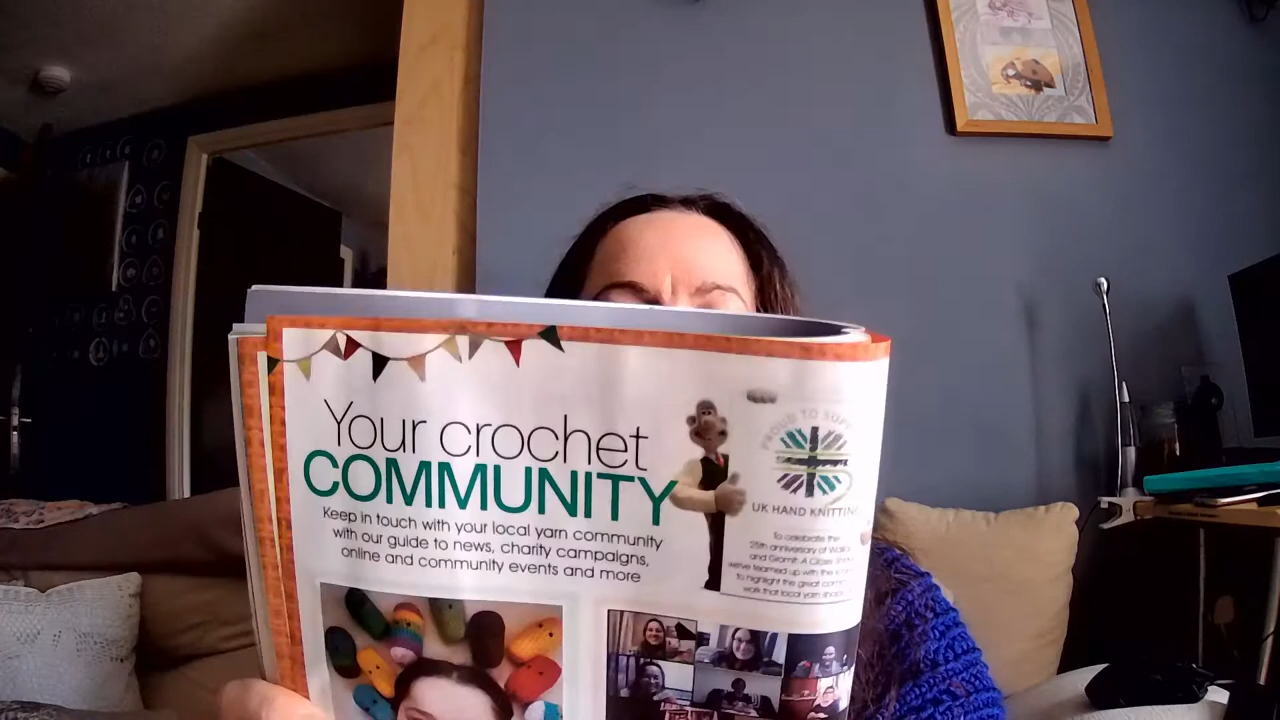 Your crochet
COMMUNITY
Keep in touch with your local yarn community
with our guide to news, charity campaigns,
online and community events and more
PROUD TO
UK HAND KNITTING
To celebrate the
25th anniversary of
and Gromit A Close
we've teamed up with the
to highlight the great
work that local yarn